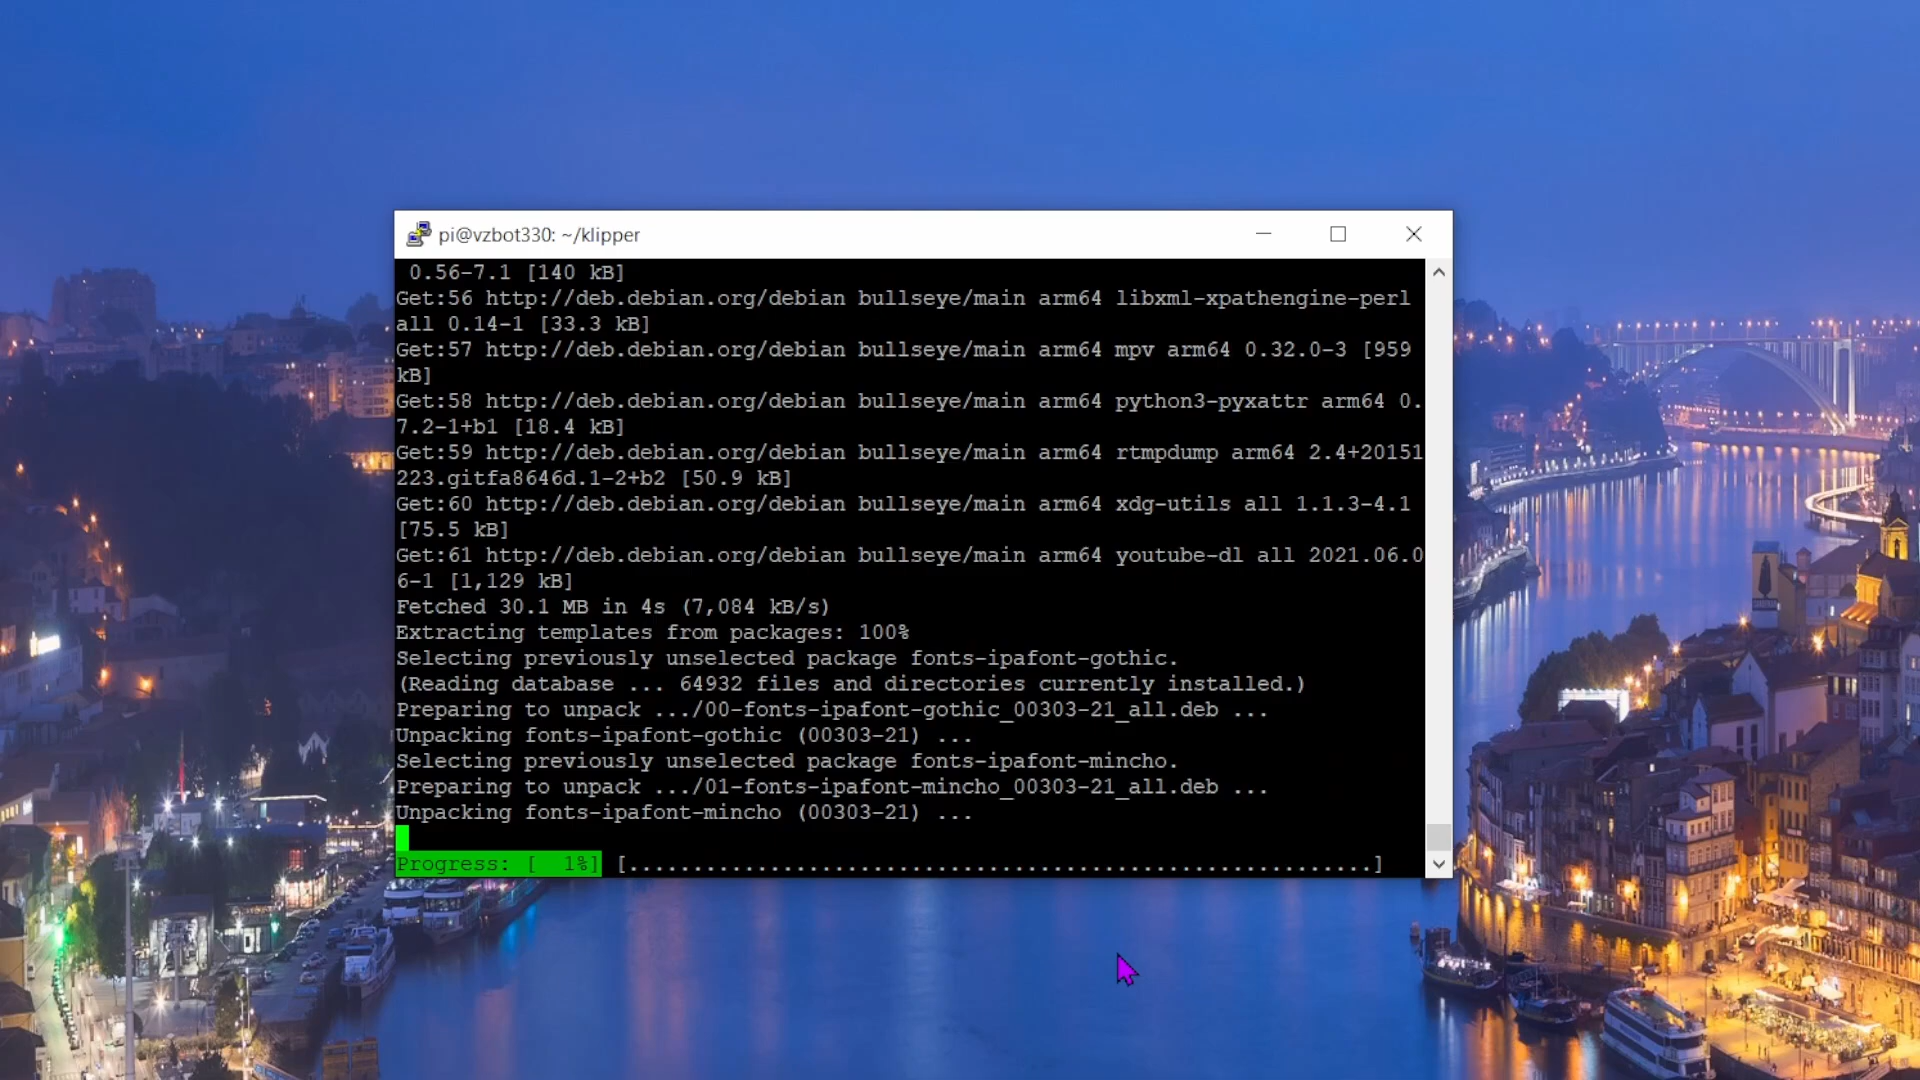 pi@vzbot330: ~/klipper
0.56-7.1 [140 kB]
Get:56 http://deb.debian.org/debian bullseye/main arm64 libxml-xpathengine-perl
all 0.14-1 [33.3 kB]
Get:57 http://deb.debian.org/debian bullseye/main arm64 mpv arm64 0.32.0-3 [959
kB]
Get:58 http://deb.debian.org/debian bullseye/main arm64 python3-pyxattr arm64 0.
7.2-1+b1 [18.4 kB]
Get:59 http://deb.debian.org/debian bullseye/main arm64 rtmpdump arm64 2.4+20151
223.gitfa8646d.1-2+b2 [50.9 kB]
Get:60 http://deb.debian.org/debian bullseye/main arm64 xdg-utils all 1.1.3-4.1
[75.5 kB]
Get:61 http://deb.debian.org/debian bullseye/main arm64 youtube-dl all 2021.06.0
6-1 [1,129 kB]
Fetched 30.1 MB in 4s (7,084 kB/s)
Extracting templates from packages: 100%
Selecting previously unselected package fonts-ipafont-gothic.
(Reading database ... 64932 files and directories currently installed.)
Preparing to unpack .../00-fonts-ipafont-gothic_00303-21_all.deb ...
Unpacking fonts-ipafont-gothic (00303-21) ...
Selecting previously unselected package fonts-ipafont-mincho.
Preparing to unpack .../01-fonts-ipafont-mincho_00303-21_all.deb ...
Unpacking fonts-ipafont-mincho (00303-21) ...
Progress: [  1%] [..........................................................]